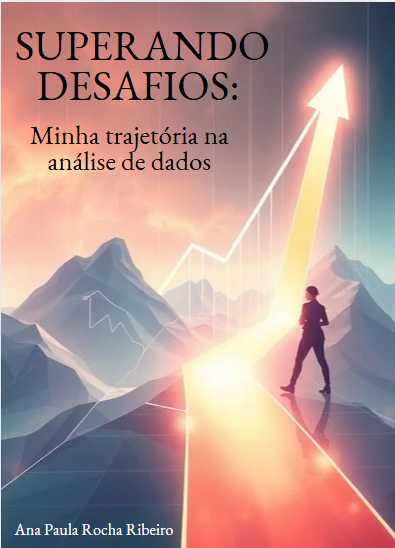 SUPERANDO
DESAFIOS:
Minha trajetória na
análise de dados
Ana Paula Rocha Ribeiro